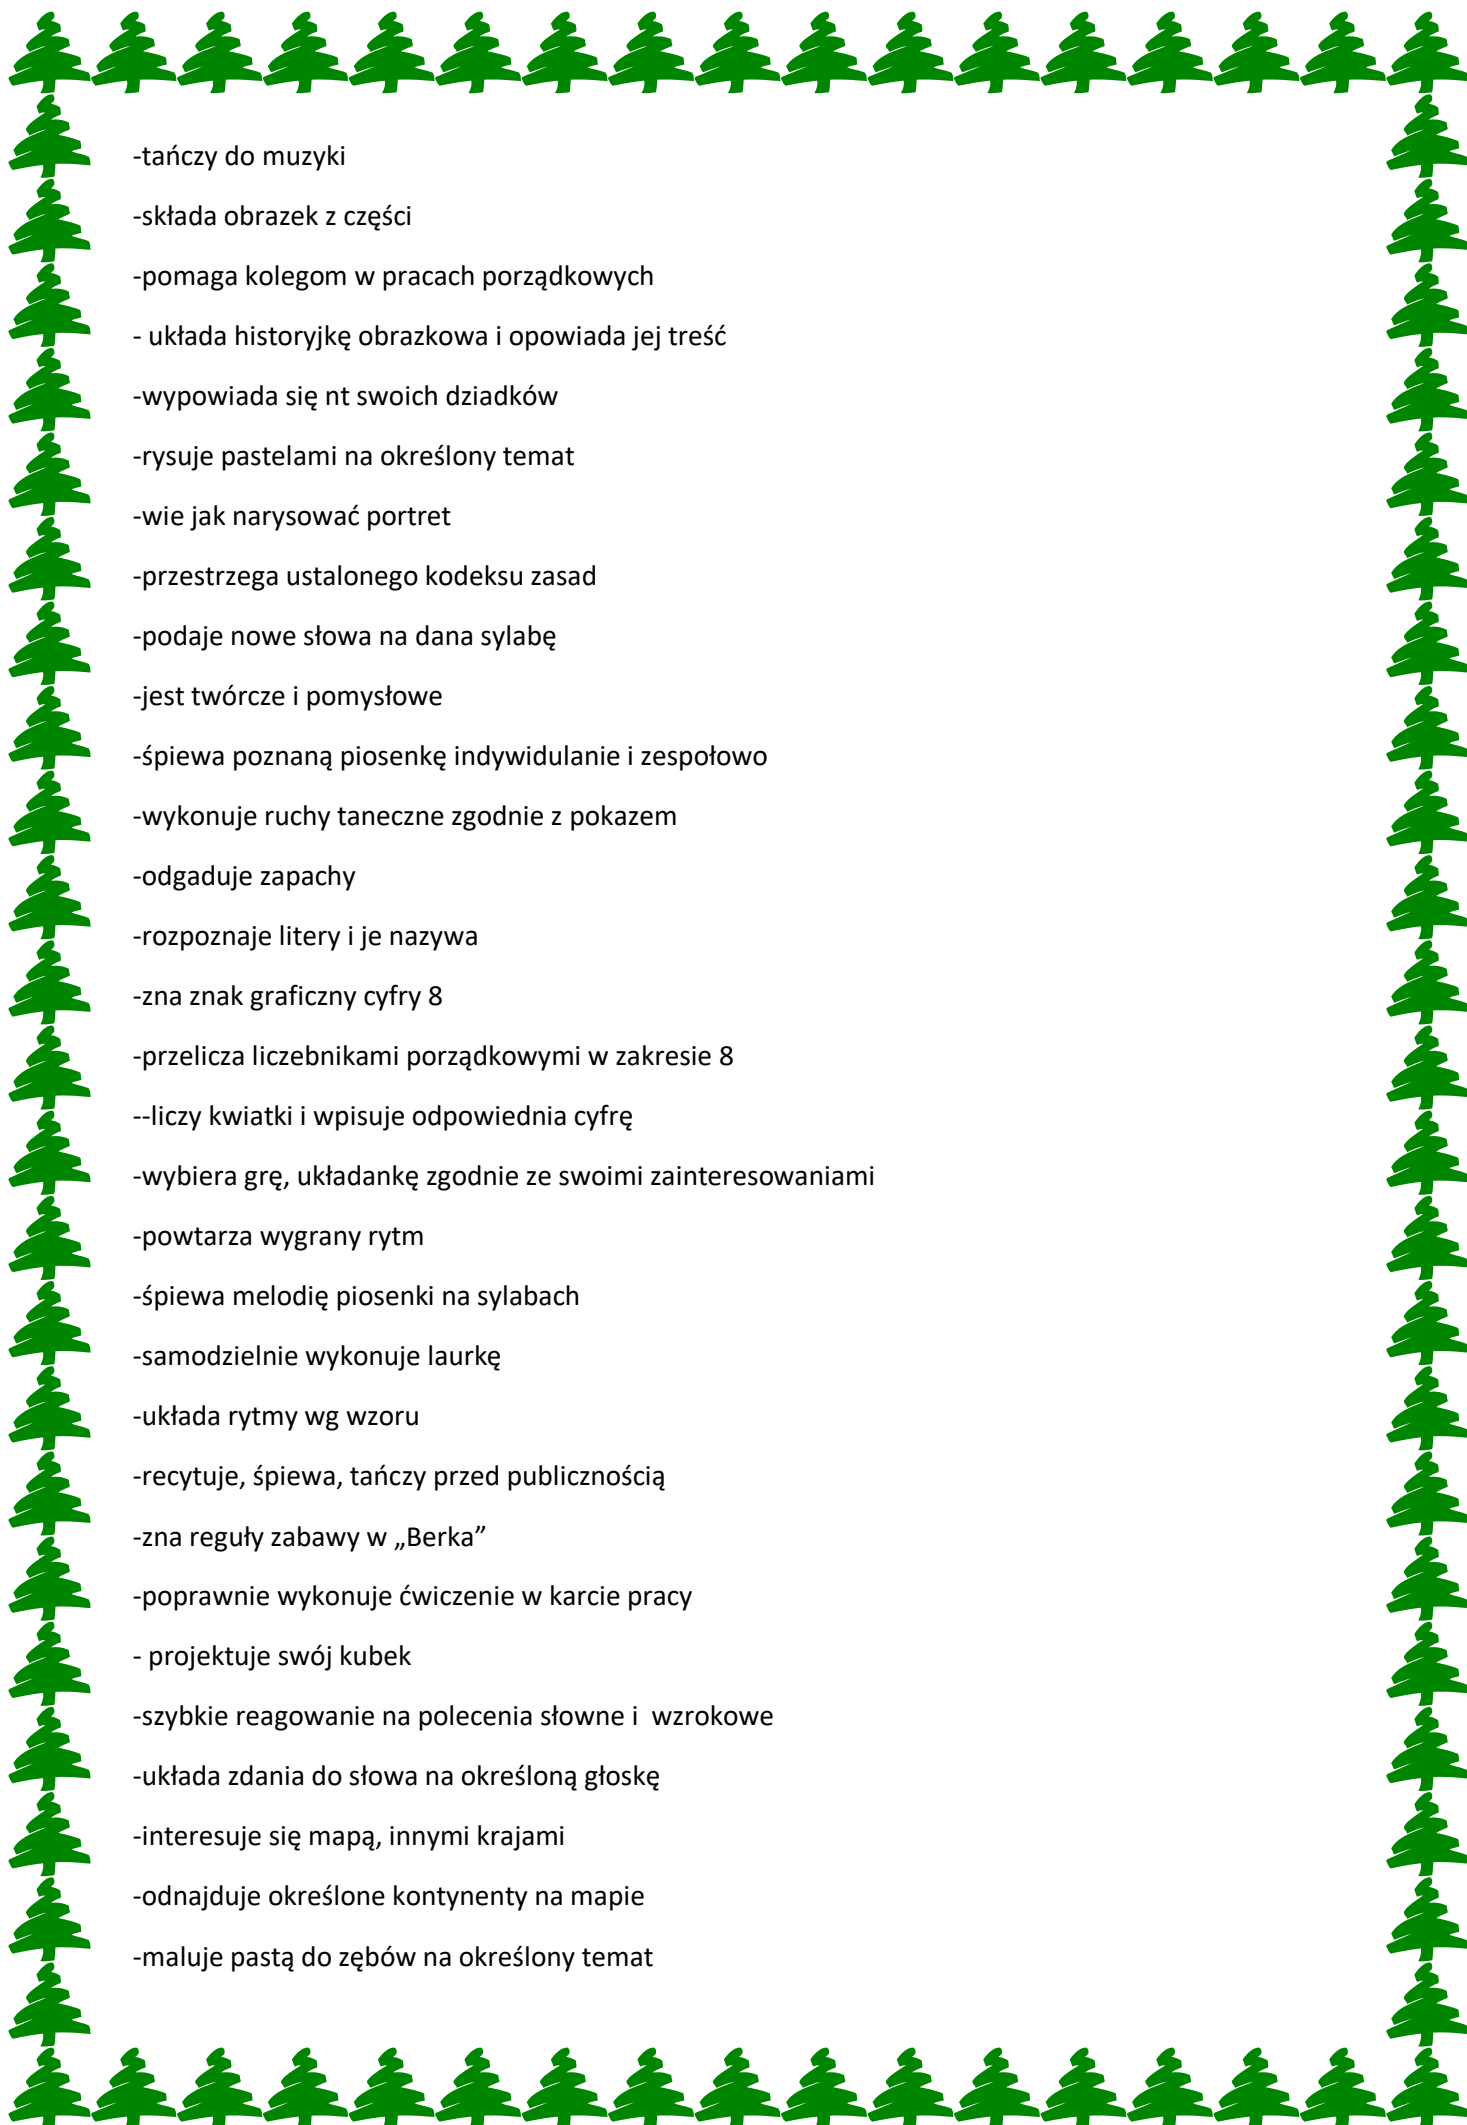 -tańczy do muzyki
-składa obrazek z części
-pomaga kolegom w pracach porządkowych
- układa historyjkę obrazkowa i opowiada jej treść
-wypowiada się nt swoich dziadków
-rysuje pastelami na określony temat
-wie jak narysować portret
-przestrzega ustalonego kodeksu zasad
-podaje nowe słowa na dana sylabę
-jest twórcze i pomysłowe
-śpiewa poznaną piosenkę indywidulanie i zespołowo
-wykonuje ruchy taneczne zgodnie z pokazem
-odgaduje zapachy
-rozpoznaje litery i je nazywa
-zna znak graficzny cyfry 8
-przelicza liczebnikami porządkowymi w zakresie 8
--liczy kwiatki i wpisuje odpowiednia cyfrę
-wybiera grę, układankę zgodnie ze swoimi zainteresowaniami
-powtarza wygrany rytm
-śpiewa melodię piosenki na sylabach
-samodzielnie wykonuje laurkę
-układa rytmy wg wzoru
-recytuje, śpiewa, tańczy przed publicznością
-zna reguły zabawy w „Berka”
-poprawnie wykonuje ćwiczenie w karcie pracy
- projektuje swój kubek
-szybkie reagowanie na polecenia słowne i  wzrokowe
-układa zdania do słowa na określoną głoskę
-interesuje się mapą, innymi krajami
-odnajduje określone kontynenty na mapie
-maluje pastą do zębów na określony temat